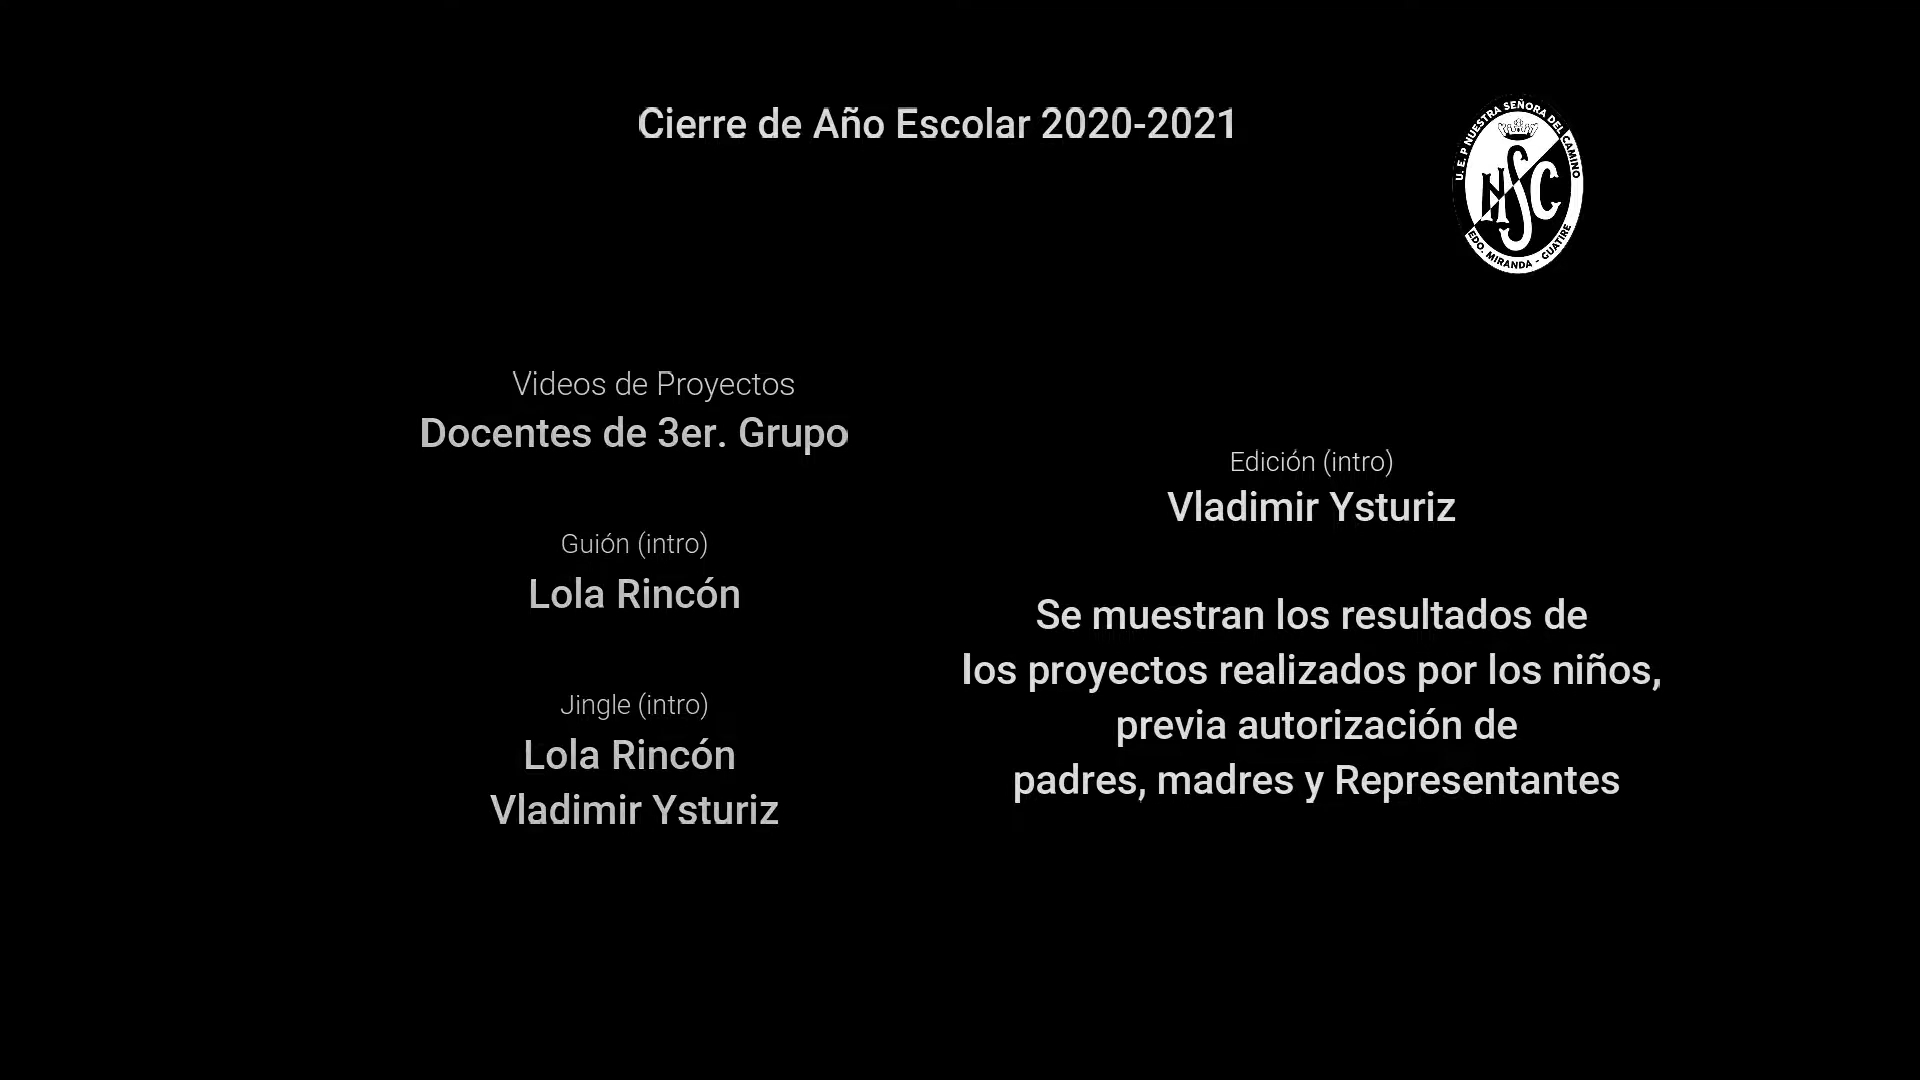 Cierre de Año Escolar 2020-2021
U. E. P NUESTRA SEÑORA DEL CAMINO
NSC
EDO. MIRANDA - GUATIRE
Videos de Proyectos
Docentes de 3er. Grupo
Guión (intro)
Lola Rincón
Jingle (intro)
Lola Rincón
Vladimir Ysturiz
Edición (intro)
Vladimir Ysturiz
Se muestran los resultados de
los proyectos realizados por los niños,
previa autorización de
padres, madres y Representantes